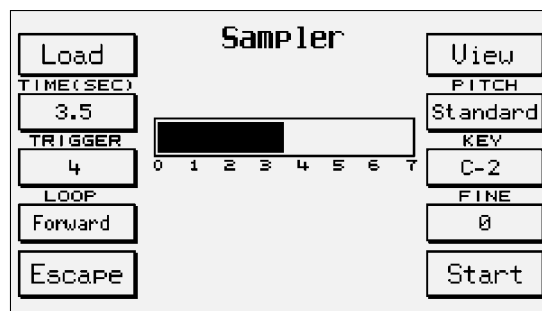 Sampler
Load
View
TIME(SEC)
PITCH
3.5
Standard
TRIGGER
KEY
4
0 1 2 3 4 5 6 7
C-2
LOOP
FINE
Forward
0
Escape
Start